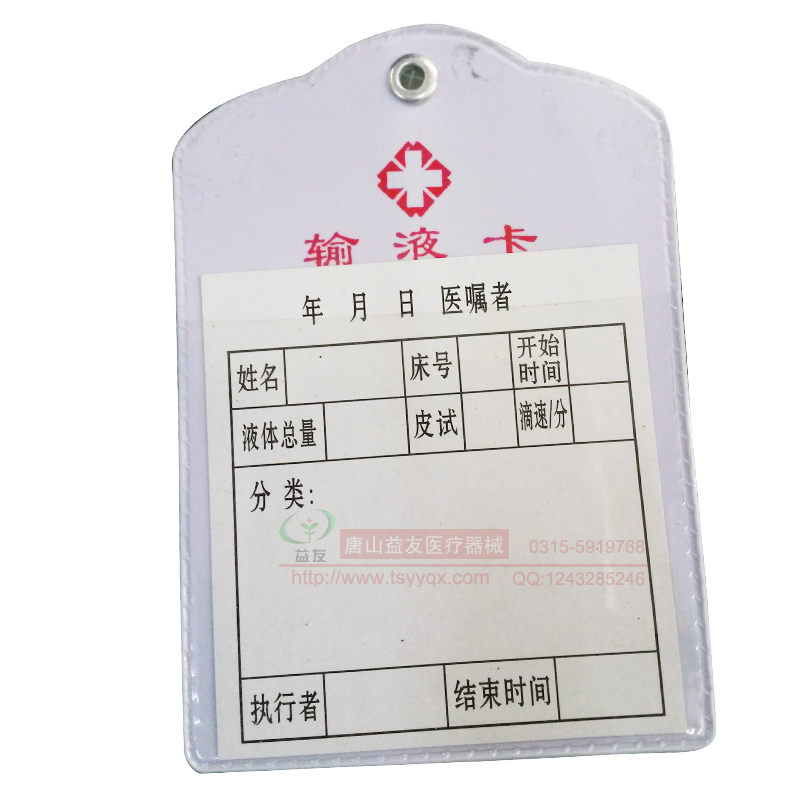 输液卡
年 月 日 医嘱者
姓名 床号 开始时间
液体总量 皮试 滴速/分
分类:
益友 唐山益友医疗器械 0315-5919768
http://www.tsyyqx.com QQ:1243285246
执行者 结束时间